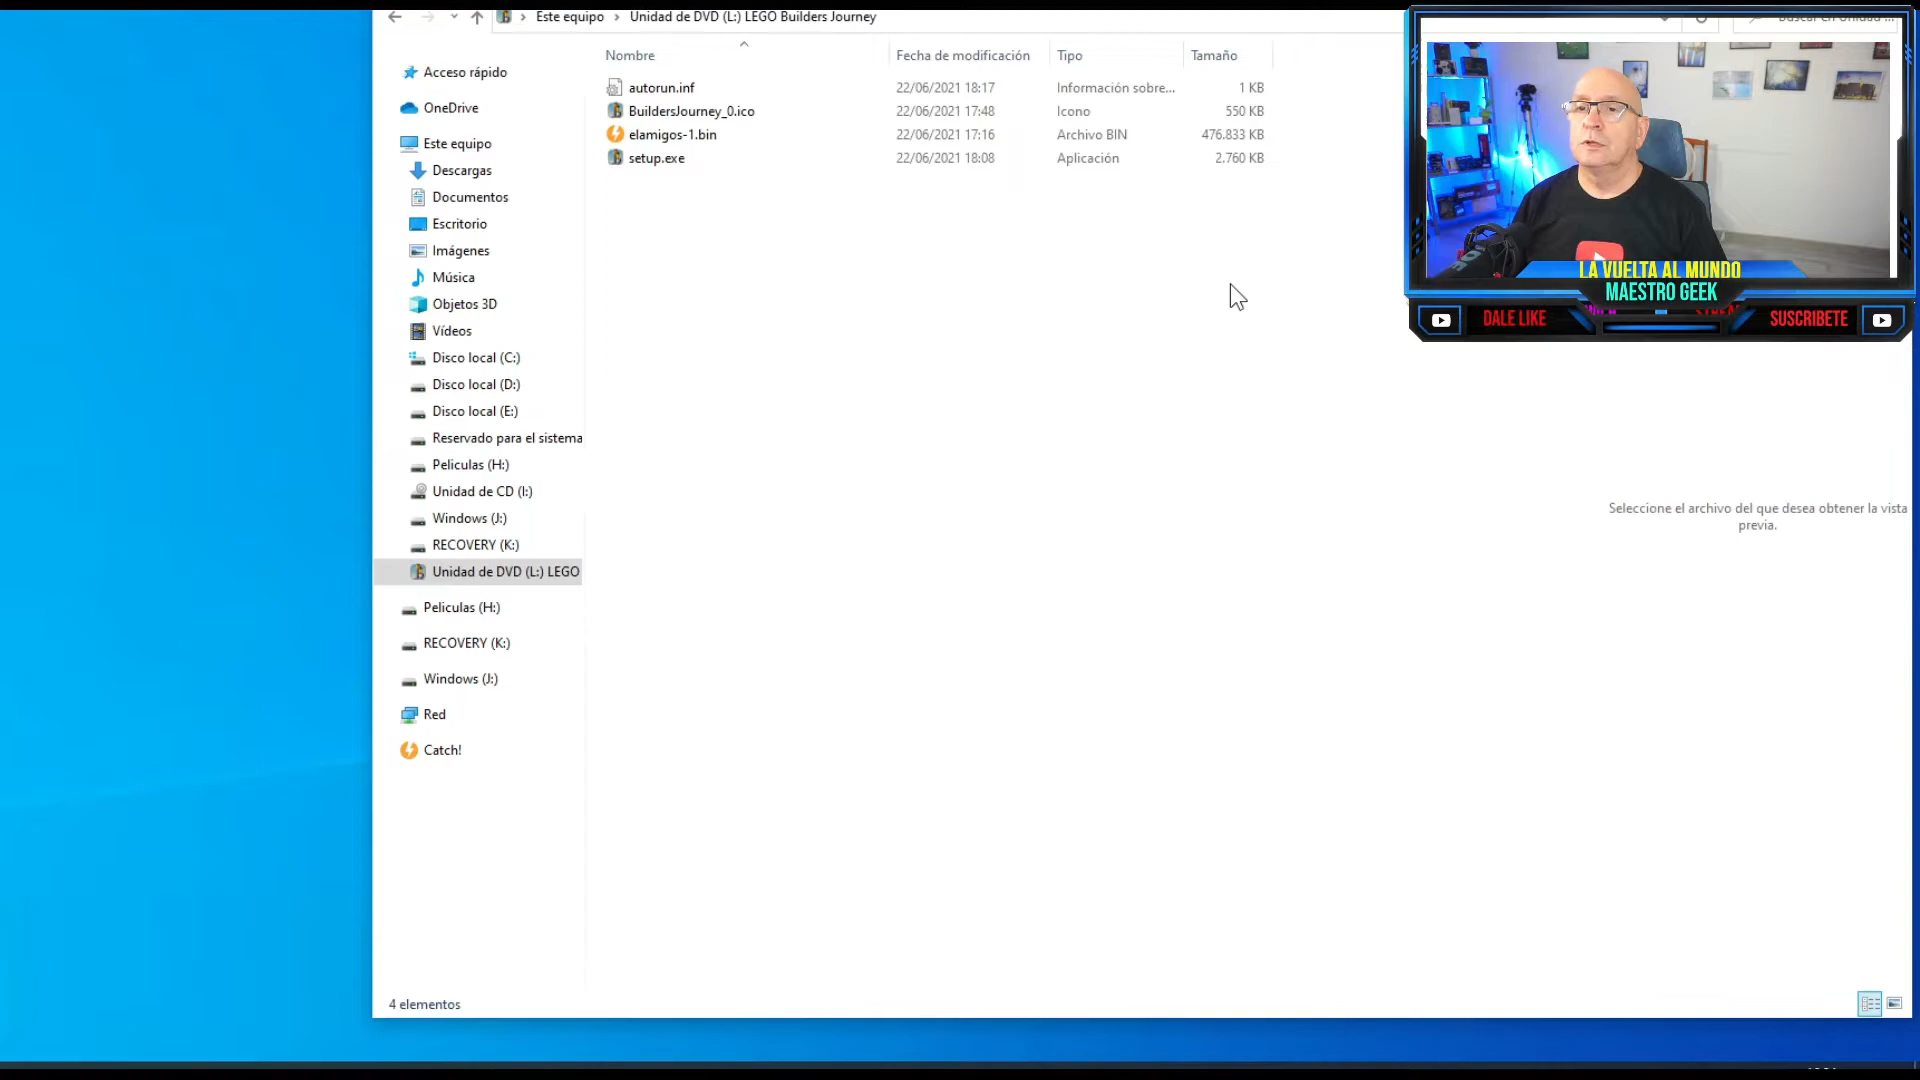 Este equipo > Unidad de DVD (L:) LEGO Builders Journey
Buscar en Unidad ...
Nombre Fecha de modificación Tipo Tamaño
autorun.inf 22/06/2021 18:17 Información sobre... 1 KB
BuildersJourney_0.ico 22/06/2021 17:48 Icono 550 KB
elamigos-1.bin 22/06/2021 17:16 Archivo BIN 476.833 KB
setup.exe 22/06/2021 18:08 Aplicación 2.760 KB
Acceso rápido
OneDrive
Este equipo
Descargas
Documentos
Escritorio
Imágenes
Música
Objetos 3D
Vídeos
Disco local (C:)
Disco local (D:)
Disco local (E:)
Reservado para el sistema
Peliculas (H:)
Unidad de CD (I:)
Windows (J:)
RECOVERY (K:)
Unidad de DVD (L:) LEGO
Peliculas (H:)
RECOVERY (K:)
Windows (J:)
Red
Catch!
4 elementos
LA VUELTA AL MUNDO
MAESTRO GEEK
DALE LIKE
SUSCRIBETE
Seleccione el archivo del que desea obtener la vista
previa.